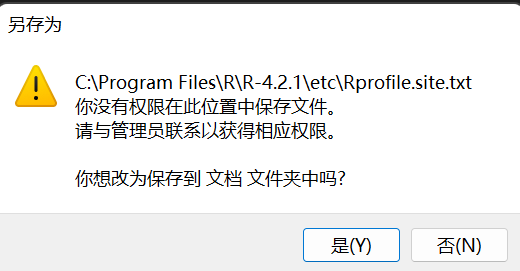 另存为
C:\Program Files\R\R-4.2.1\etc\Rprofile.site.txt
你没有权限在此位置中保存文件。
请与管理员联系以获得相应权限。
你想改为保存到 文档 文件夹中吗?
是(Y)
否(N)